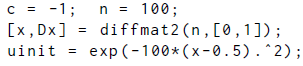 c = -1;  n = 100;
[x,Dx] = diffmat2(n,[0,1]);
uinit = exp(-100*(x-0.5).^2);